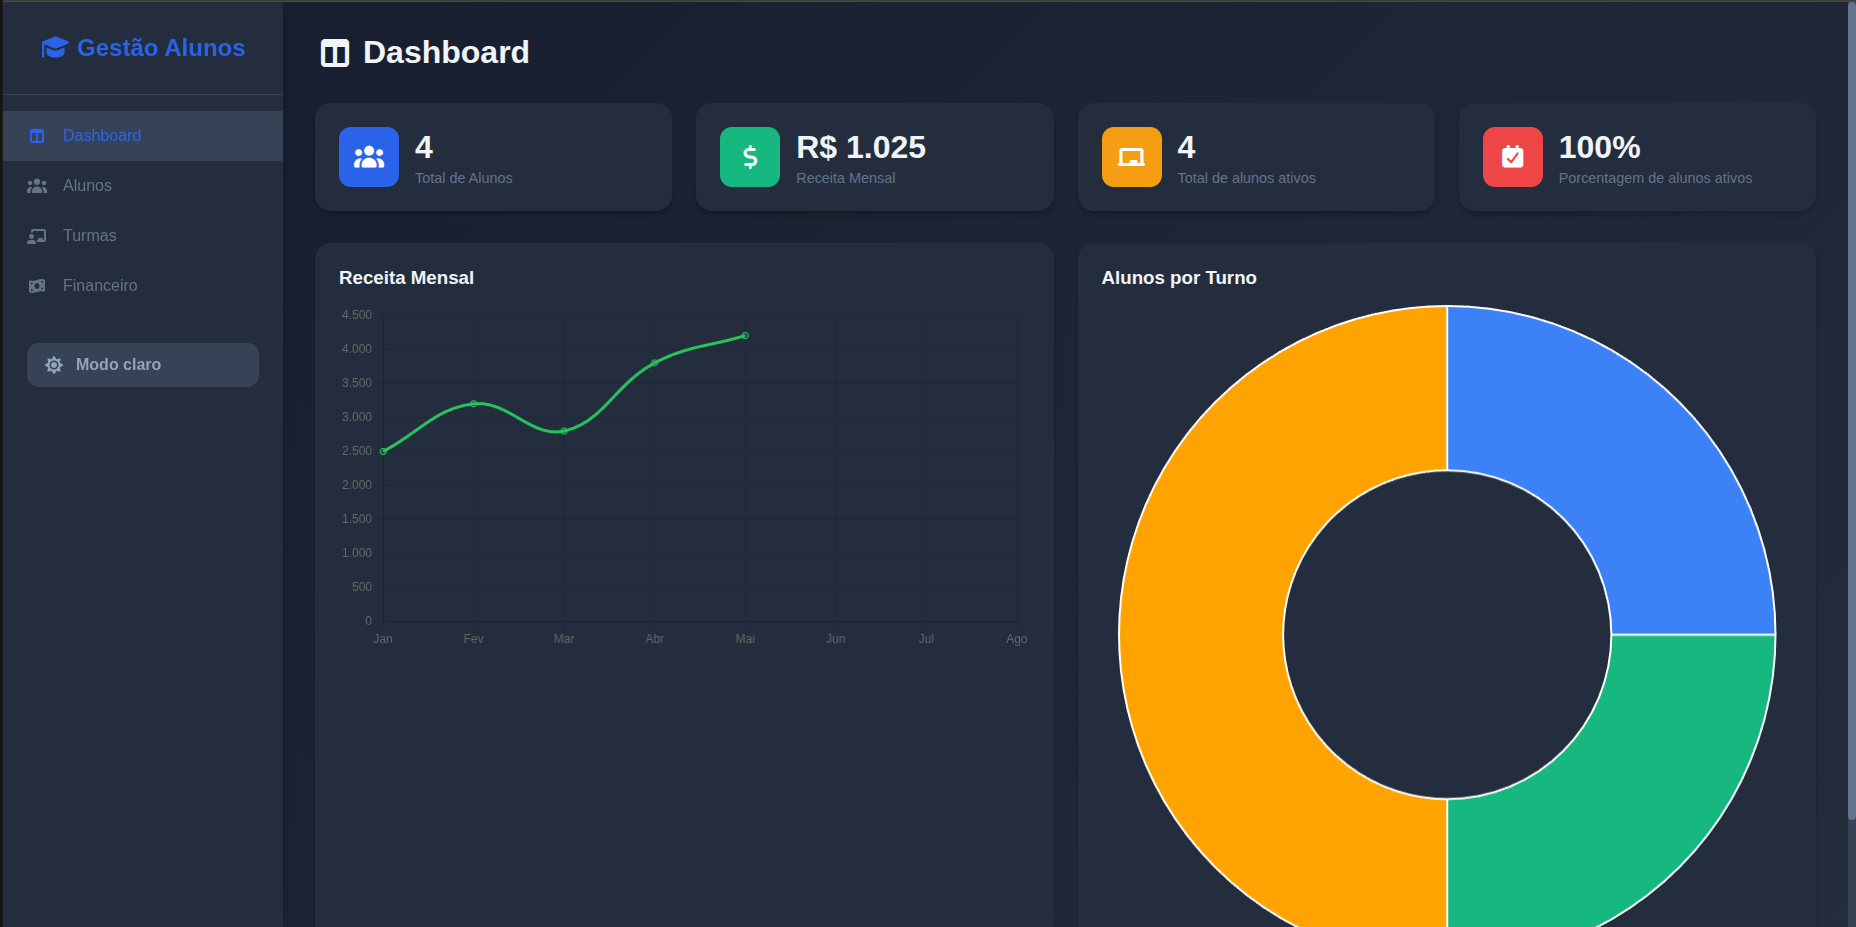 Gestão Alunos
Dashboard
Alunos
Turmas
Financeiro
Modo claro
Dashboard
4
Total de Alunos
R$ 1.025
Receita Mensal
4
Total de alunos ativos
100%
Porcentagem de alunos ativos
Receita Mensal
4.500
4.000
3.500
3.000
2.500
2.000
1.500
1.000
500
0
Jan Fev Mar Abr Mai Jun Jul Ago
Alunos por Turno